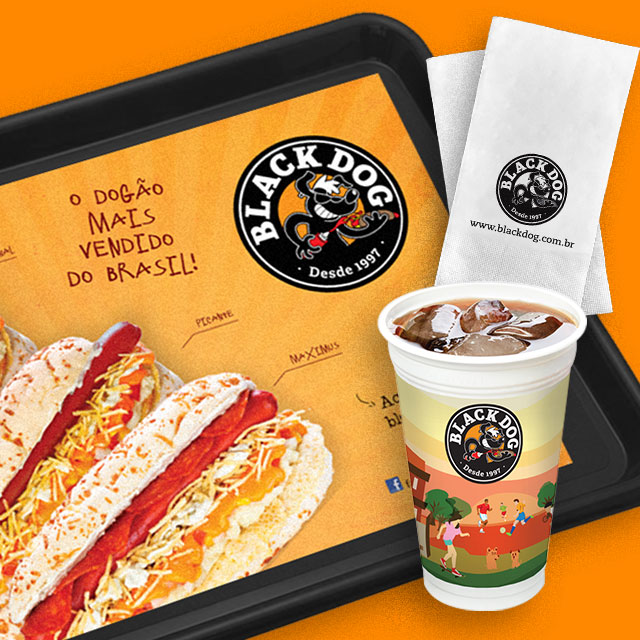 O DOGÃO
MAIS
VENDIDO
DO BRASIL!
BLACK DOG
· Desde 1997 ·
PICANTE
MAXIMUS
f
BLACK DOG
Desde 1997
www.blackdog.com.br
BLACK DOG
· Desde 1997 ·